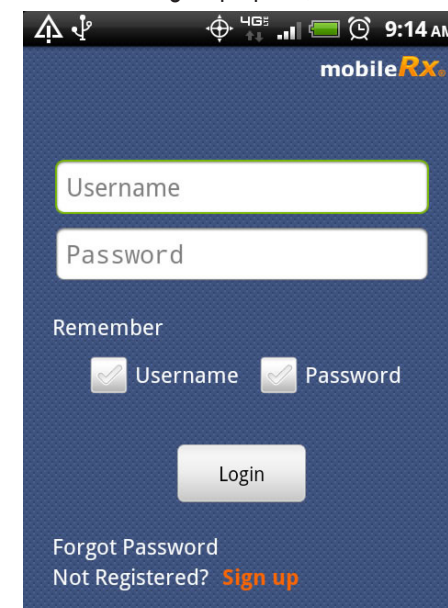 4G
9:14 AM
mobileRx®
Username
Password
Remember
Username Password
Login
Forgot Password
Not Registered? Sign up